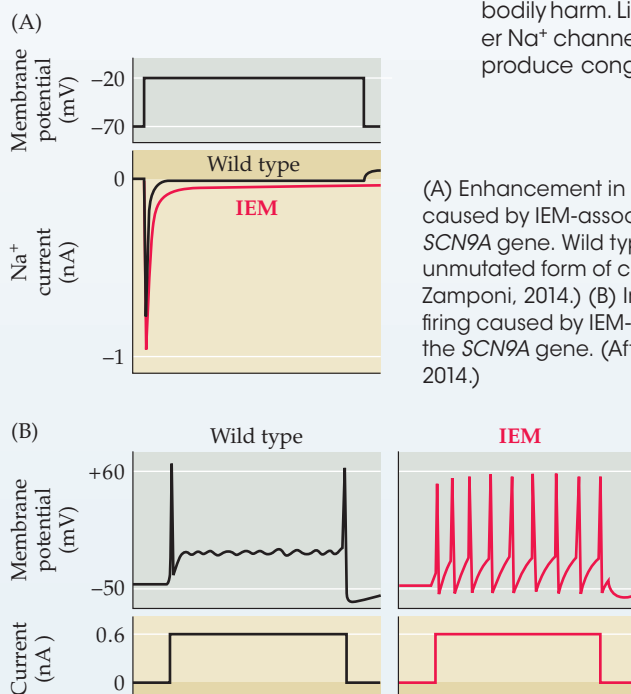 bodily harm. Li
er Na⁺ channe
produce cong
(A)
Membrane
potential
(mV)
–20
–70
Wild type
0
IEM
Na⁺
current
(nA)
–1
(A) Enhancement in
caused by IEM-assoc
SCN9A gene. Wild typ
unmutated form of c
Zamponi, 2014.) (B) In
firing caused by IEM-
the SCN9A gene. (Aft
2014.)
(B)
Wild type
IEM
Membrane
potential
(mV)
+60
–50
Current
(nA)
0.6
0